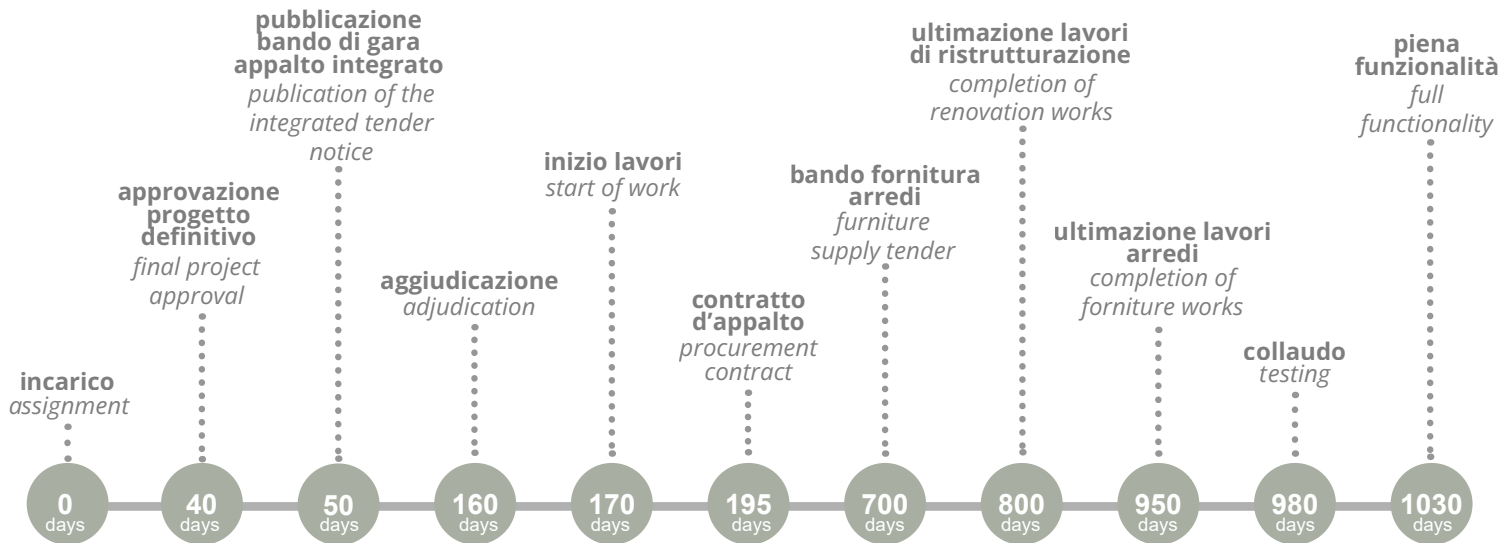 incarico
assignment
approvazione
progetto
definitivo
final project
approval
pubblicazione
bando di gara
appalto integrato
publication of the
integrated tender
notice
aggiudicazione
adjudication
inizio lavori
start of work
contratto
d’appalto
procurement
contract
bando fornitura
arredi
furniture
supply tender
ultimazione lavori
di ristrutturazione
completion of
renovation works
ultimazione lavori
arredi
completion of
forniture works
collaudo
testing
piena
funzionalità
full
functionality
0
days
40
days
50
days
160
days
170
days
195
days
700
days
800
days
950
days
980
days
1030
days